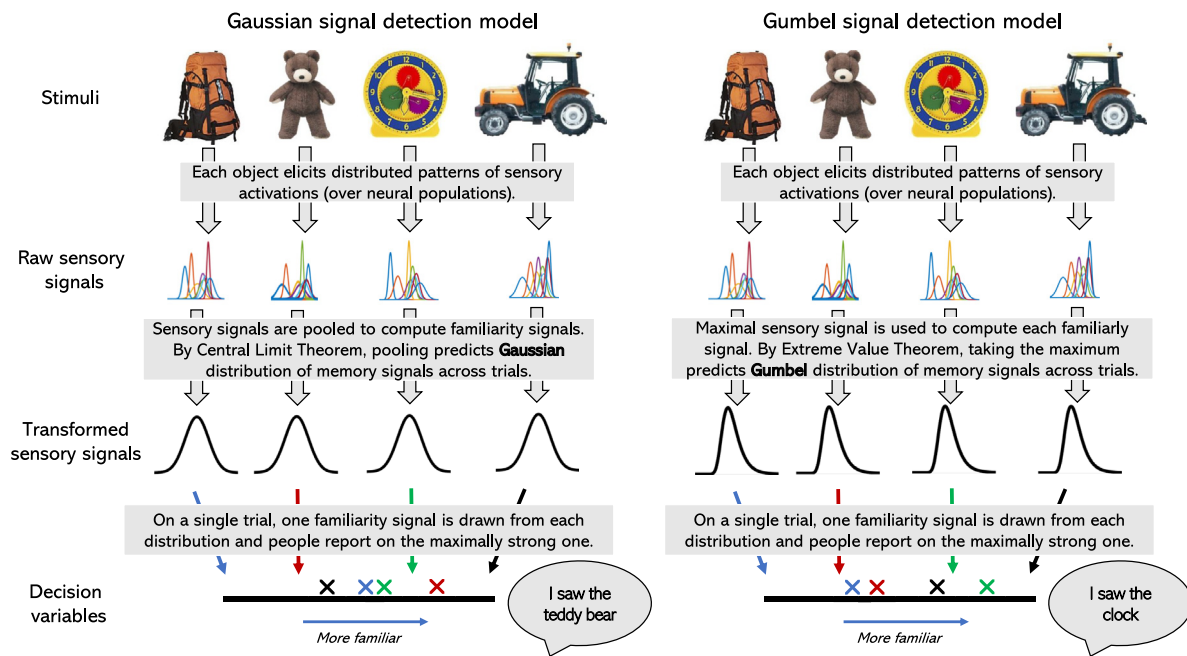 Gaussian signal detection model
Gumbel signal detection model
Stimuli
Each object elicits distributed patterns of sensory
activations (over neural populations).
Each object elicits distributed patterns of sensory
activations (over neural populations).
Raw sensory
signals
Sensory signals are pooled to compute familiarity signals.
By Central Limit Theorem, pooling predicts Gaussian
distribution of memory signals across trials.
Maximal sensory signal is used to compute each familiarly
signal. By Extreme Value Theorem, taking the maximum
predicts Gumbel distribution of memory signals across trials.
Transformed
sensory signals
On a single trial, one familiarity signal is drawn from each
distribution and people report on the maximally strong one.
On a single trial, one familiarity signal is drawn from each
distribution and people report on the maximally strong one.
Decision
variables
I saw the
teddy bear
More familiar
I saw the
clock
More familiar